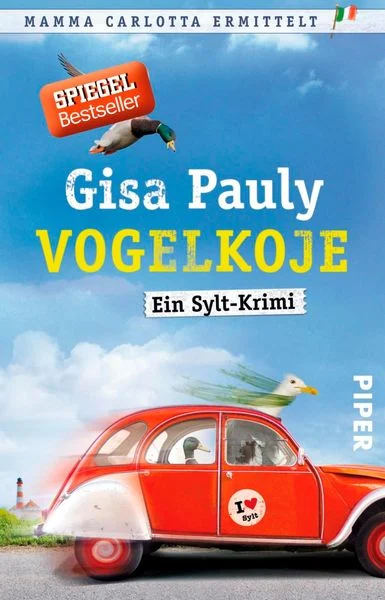 MAMMA CARLOTTA ERMITTELT
SPIEGEL
Bestseller
Gisa Pauly
VOGELKOJE
Ein Sylt-Krimi
PIPER
I ❤ 
Sylt